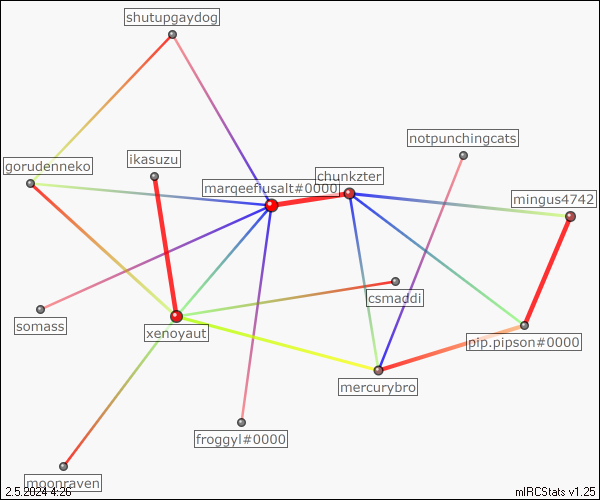 shutupgaydog
notpunchingcats
gorudenneko
ikasuzu
chunkzter
marqeefiusalt#0000
mingus4742
csmaddi
somass
xenoyaut
pip.pipson#0000
mercurybro
froggyl#0000
moonraven
2.5.2024 4:26
mIRCStats v1.25